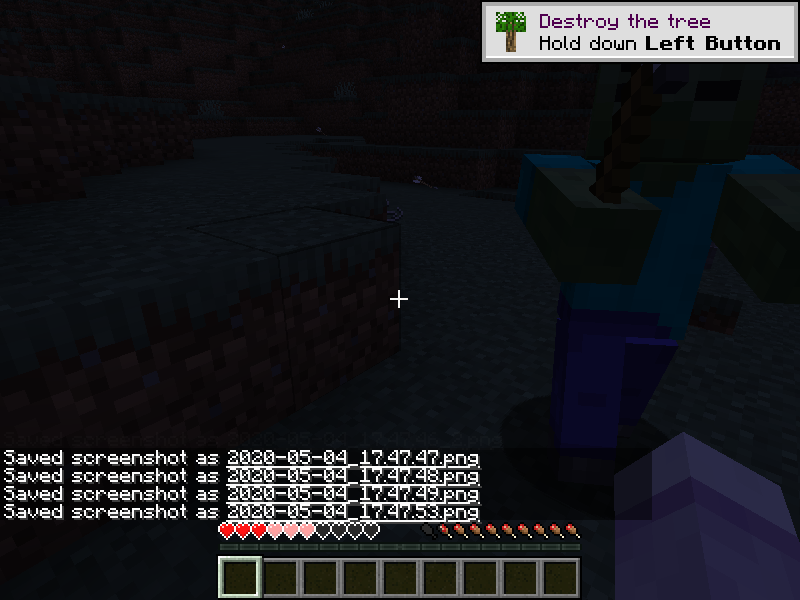 Destroy the tree
Hold down Left Button
Saved screenshot as 2020-05-04_17.47.47.png
Saved screenshot as 2020-05-04_17.47.48.png
Saved screenshot as 2020-05-04_17.47.49.png
Saved screenshot as 2020-05-04_17.47.53.png